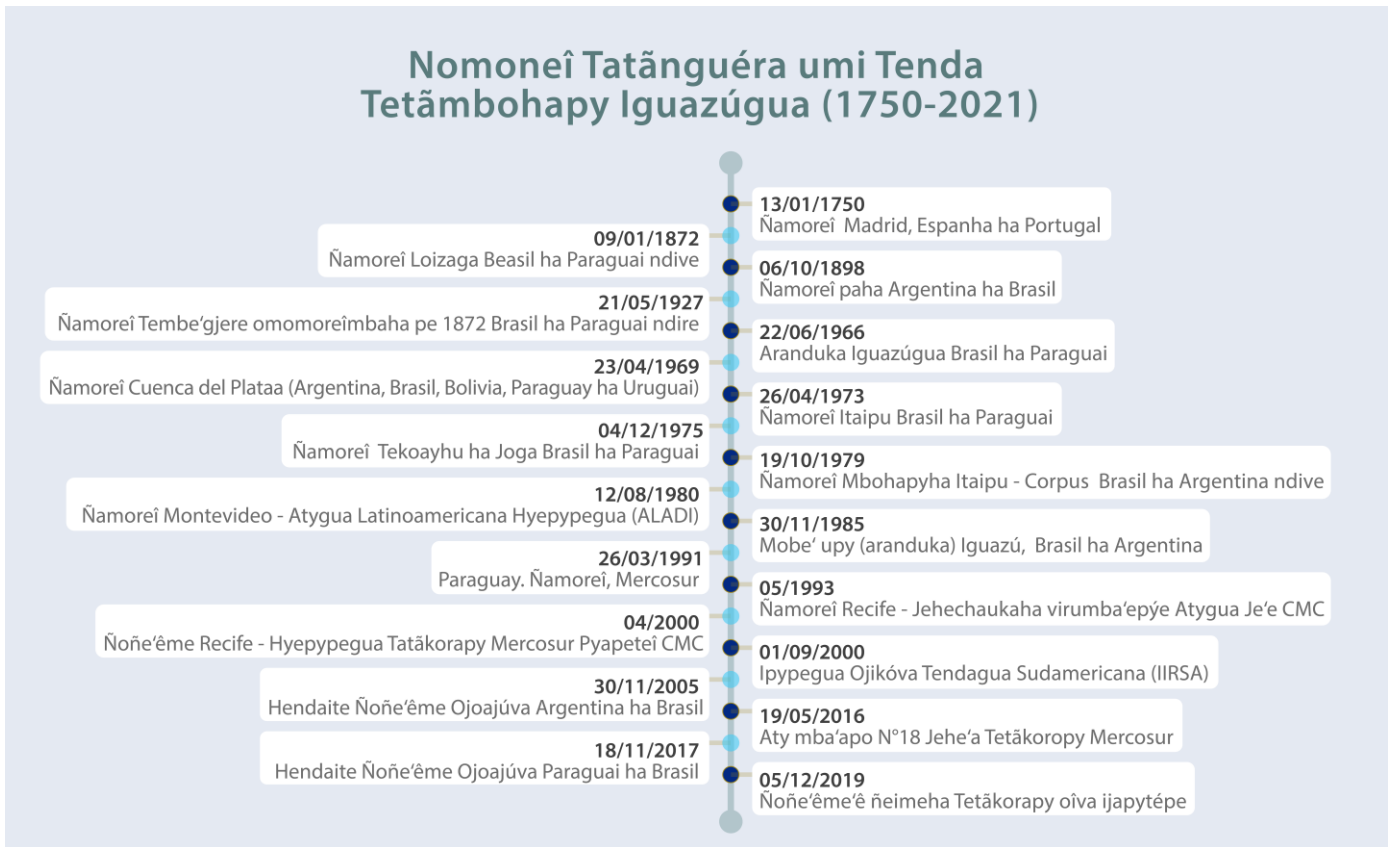 Nomoneî Tatãnguéra umi Tenda
Tetãmbohapy Iguazúgua (1750-2021)
13/01/1750
Ñamoreî Madrid, Espanha ha Portugal
09/01/1872
Ñamoreî Loizaga Beasil ha Paraguai ndive
06/10/1898
Ñamoreî paha Argentina ha Brasil
21/05/1927
Ñamoreî Tembe‘gjere omomoreîmbaha pe 1872 Brasil ha Paraguai ndire
22/06/1966
Aranduka Iguazúgua Brasil ha Paraguai
23/04/1969
Ñamoreî Cuenca del Plataa (Argentina, Brasil, Bolivia, Paraguay ha Uruguai)
26/04/1973
Ñamoreî Itaipu Brasil ha Paraguai
04/12/1975
Ñamoreî Tekoayhu ha Joga Brasil ha Paraguai
19/10/1979
Ñamoreî Mbohapyha Itaipu - Corpus Brasil ha Argentina ndive
12/08/1980
Ñamoreî Montevideo - Atygua Latinoamericana Hyepypegua (ALADI)
30/11/1985
Mobe‘ upy (aranduka) Iguazú, Brasil ha Argentina
26/03/1991
Paraguay. Ñamoreî, Mercosur
05/1993
Ñamoreî Recife - Jehechaukaha virumba‘epýe Atygua Je‘e CMC
04/2000
Ñoñe‘ême Recife - Hyepypegua Tatãkorapy Mercosur Pyapeteî CMC
01/09/2000
Ipypegua Ojikóva Tendagua Sudamericana (IIRSA)
30/11/2005
Hendaite Ñoñe‘ême Ojoajúva Argentina ha Brasil
19/05/2016
Aty mba‘apo N°18 Jehe‘a Tetãkoropy Mercosur
18/11/2017
Hendaite Ñoñe‘ême Ojoajúva Paraguai ha Brasil
05/12/2019
Ñoñe‘ême‘ê ñeimeha Tetãkorapy oîva ijapytépe